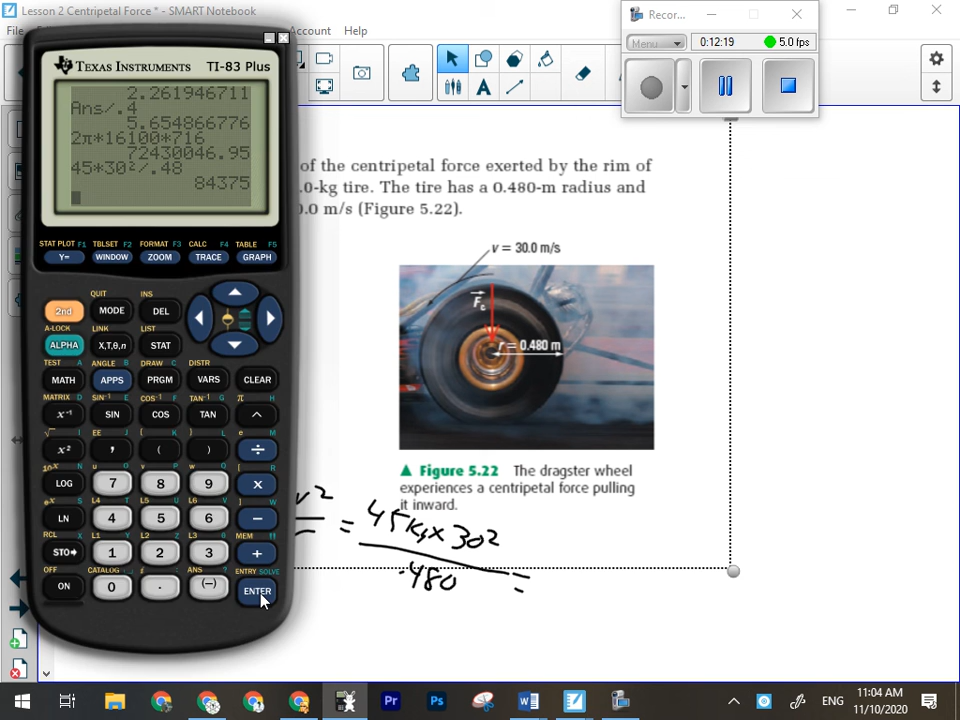 Lesson 2 Centripetal Force * - SMART Notebook
File
Account
Help
Recor...
Menu
0:12:19
5.0 fps
TEXAS INSTRUMENTS TI-83 Plus
2.261946711
Ans/.4
5.654866776
2π*16100*716
72430046.95
45*30²/.48
84375
of the centripetal force exerted by the rim of
.0-kg tire. The tire has a 0.480-m radius and
0.0 m/s (Figure 5.22).
v = 30.0 m/s
Fc
r = 0.480 m
▲ Figure 5.22 The dragster wheel
experiences a centripetal force pulling
it inward.
v² = 45kg x 30² =
.480
STAT PLOT F1 TBLSET F2 FORMAT F3 CALC F4 TABLE F5
Y= WINDOW ZOOM TRACE GRAPH
QUIT INS
2nd MODE DEL
A-LOCK LINK LIST
ALPHA X,T,θ,n STAT
TEST A ANGLE B DRAW C DISTR
MATH APPS PRGM VARS CLEAR
MATRIX D SIN⁻¹ E COS⁻¹ F TAN⁻¹ G π H
x⁻¹ SIN COS TAN ^
√ I EE J { K } L e M
x² , ( ) ÷
10ˣ N u O v P w Q [ R
LOG 7 8 9 x
eˣ S L4 T L5 U L6 V ] W
LN 4 5 6 −
RCL X L1 Y L2 Z L3 θ MEM "
STO→ 1 2 3 +
OFF CATALOG : ANS ? ENTRY SOLVE
ON 0 . (−) ENTER
Pr
Ps
ENG
11:04 AM
11/10/2020